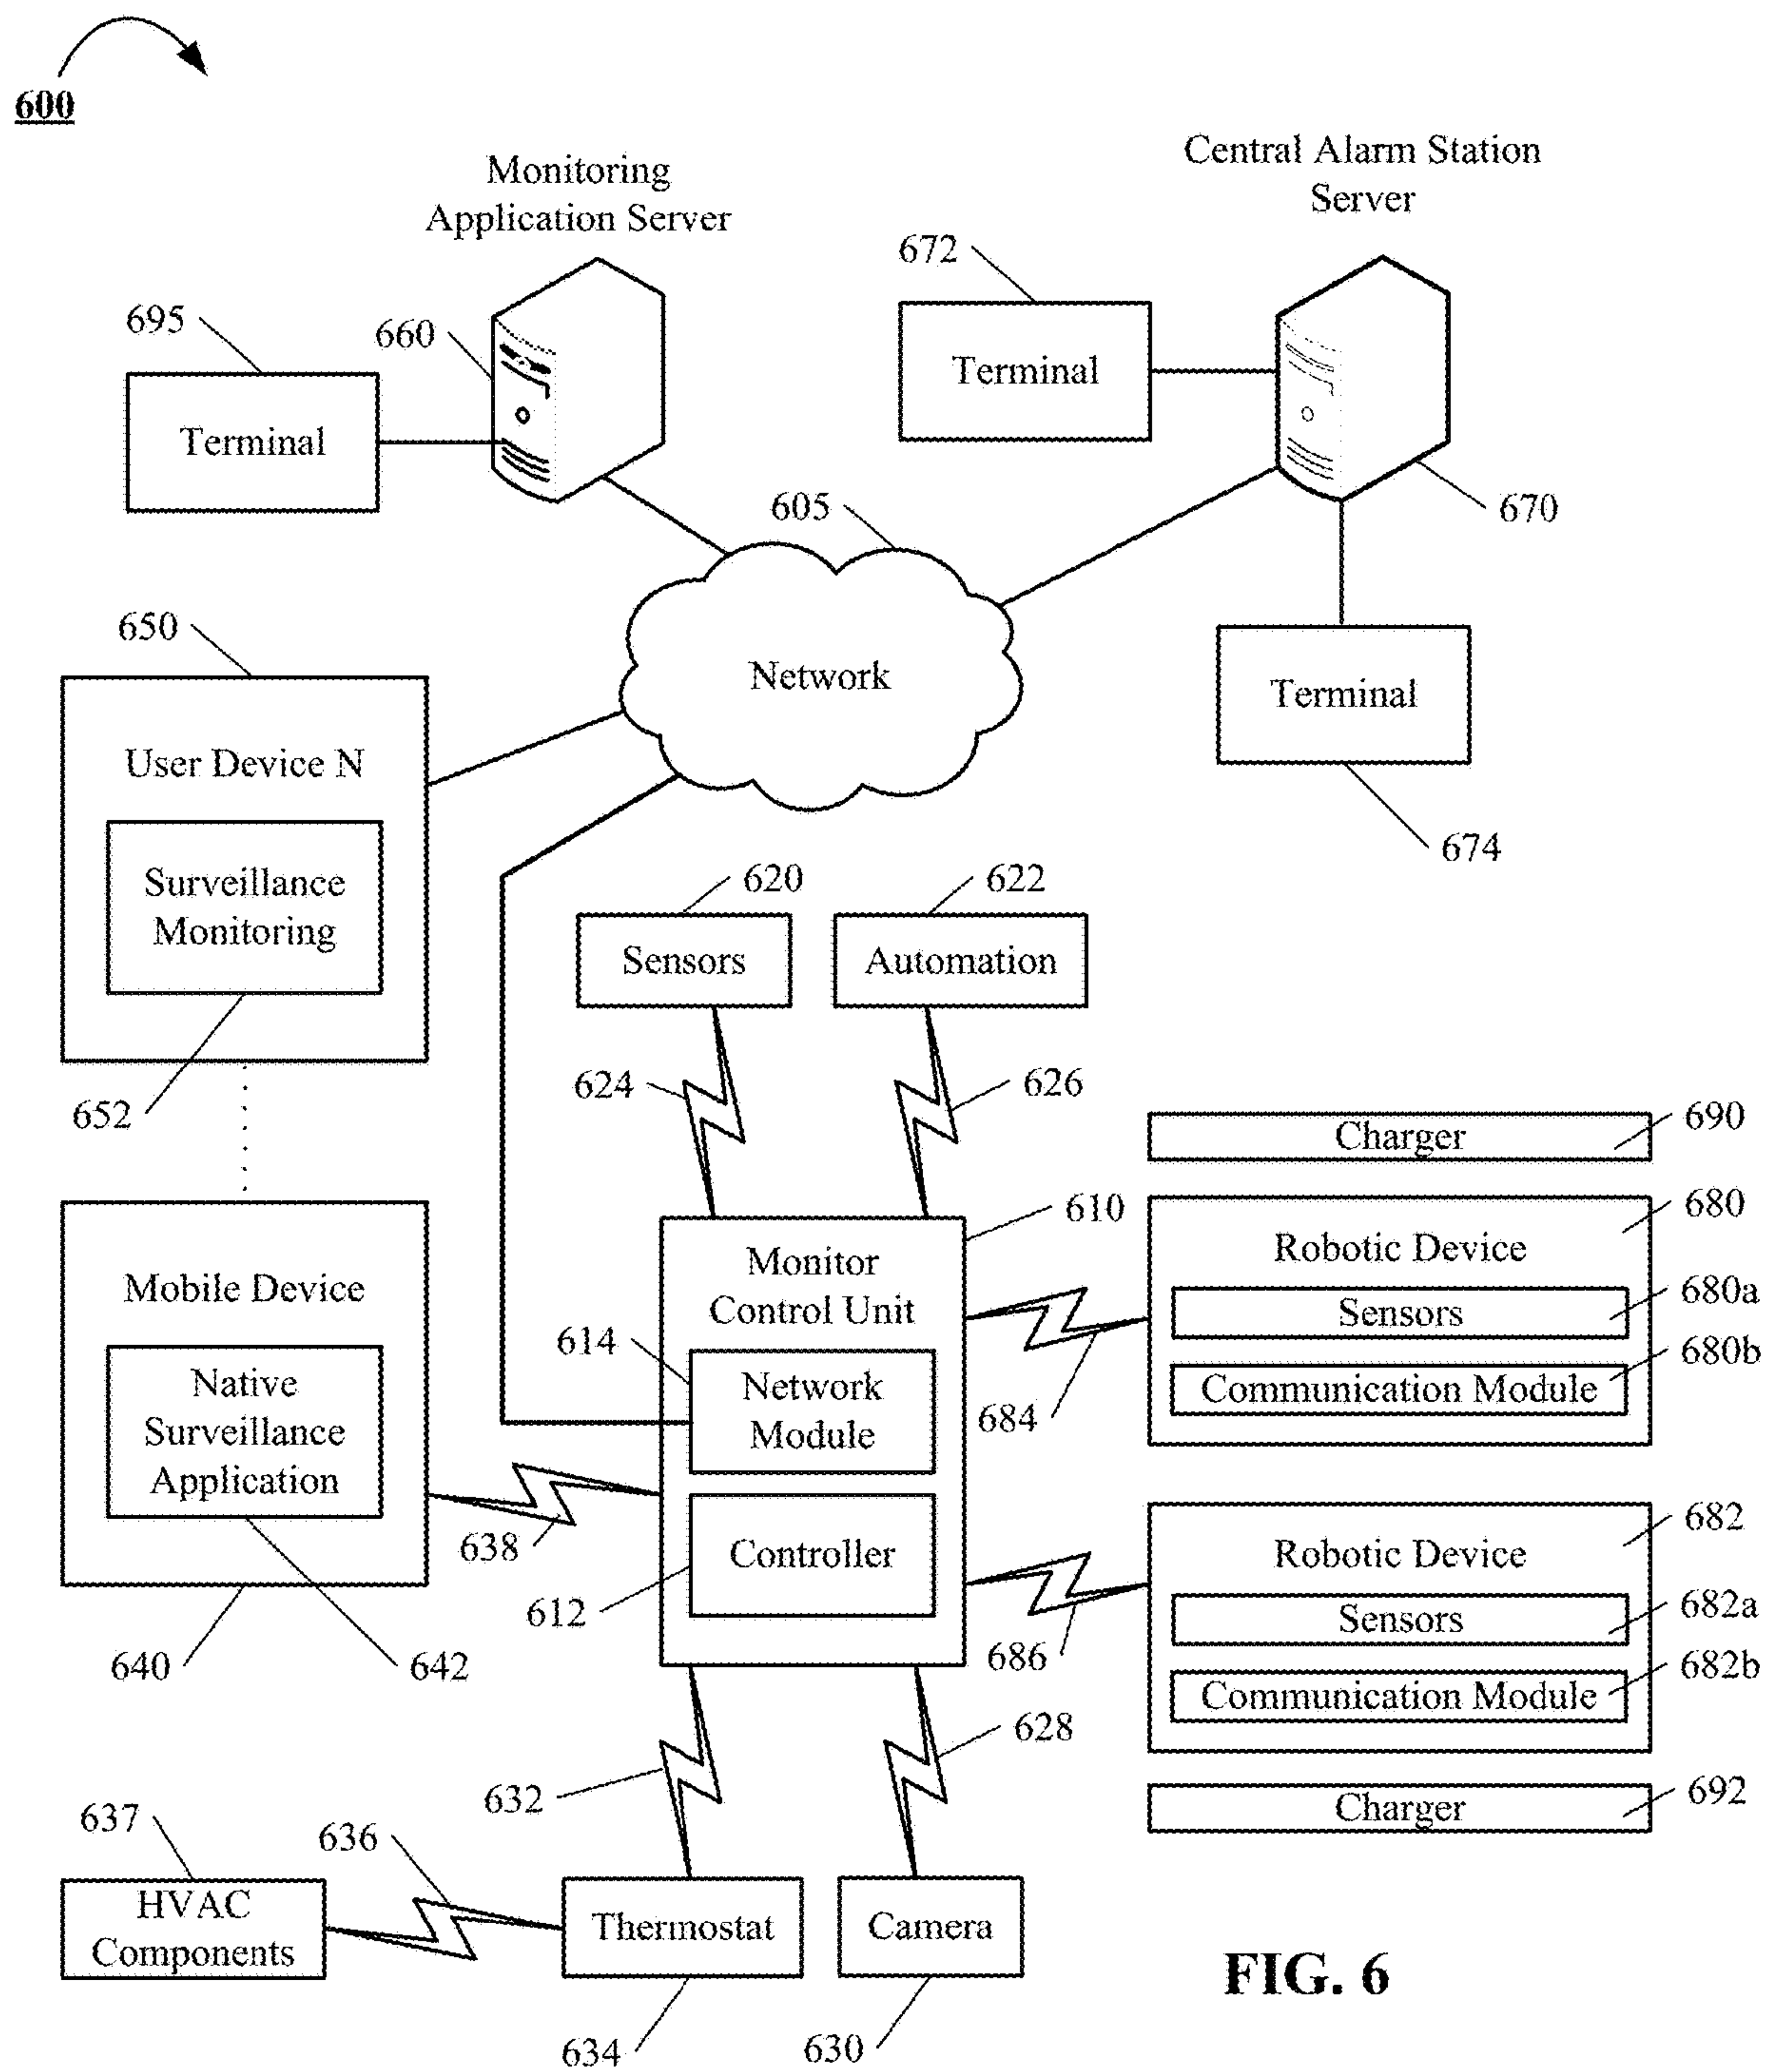 600
Monitoring
Application Server
Central Alarm Station
Server
672
695
660
Terminal
Terminal
605
670
650
Network
Terminal
User Device N
674
Surveillance
Monitoring
620
622
Sensors
Automation
624
626
652
690
Charger
610
680
Mobile Device
Monitor
Control Unit
Robotic Device
680a
Sensors
614
680b
Native
Surveillance
Application
Network
Module
Communication Module
684
638
Controller
682
Robotic Device
612
682a
Sensors
640
642
686
682b
Communication Module
628
632
692
Charger
637
636
HVAC
Components
Thermostat
Camera
FIG. 6
634
630